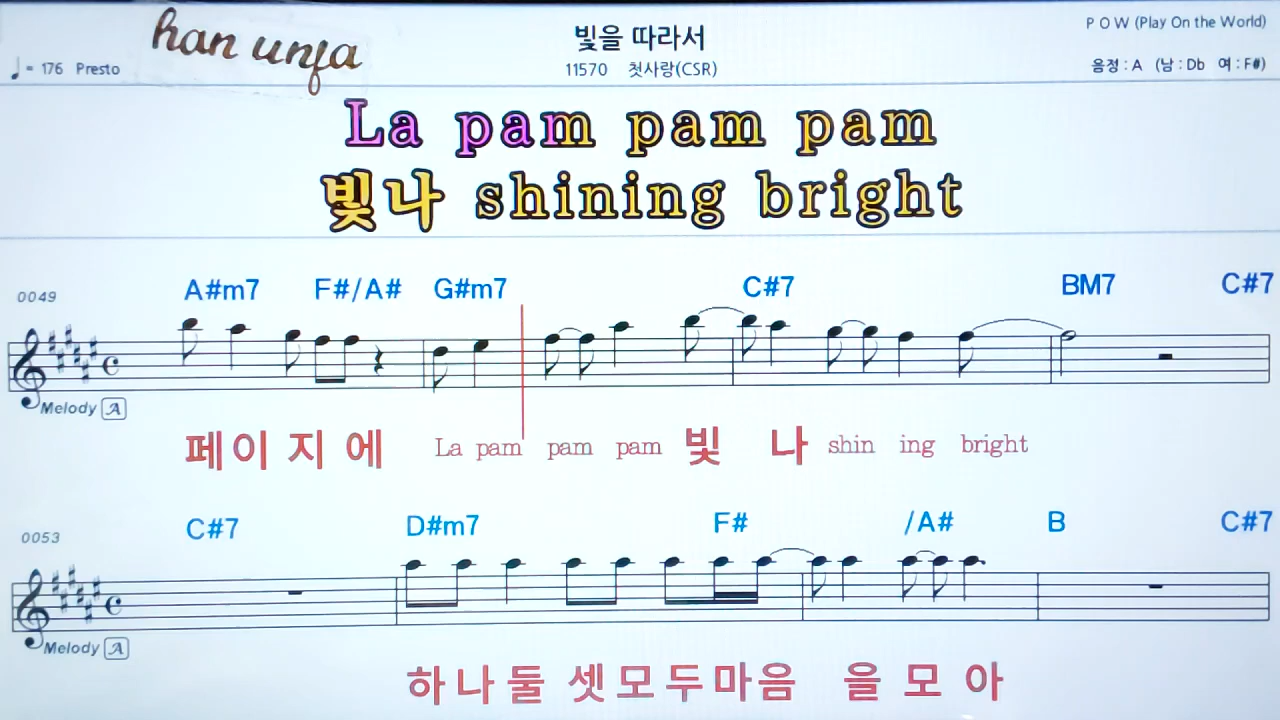 han unja
빛을 따라서
P O W (Play On the World)
♩= 176 Presto
11570 첫사랑(CSR)
음정 : A (남 : Db 여 : F#)
La pam pam pam
빛나 shining bright
0049
A#m7 F#/A# G#m7 C#7 BM7 C#7
Melody A
페 이 지 에 La pam pam pam 빛 나 shin ing bright
0053
C#7 D#m7 F# /A# B C#7
Melody A
하 나 둘 셋 모 두 마 음 을 모 아